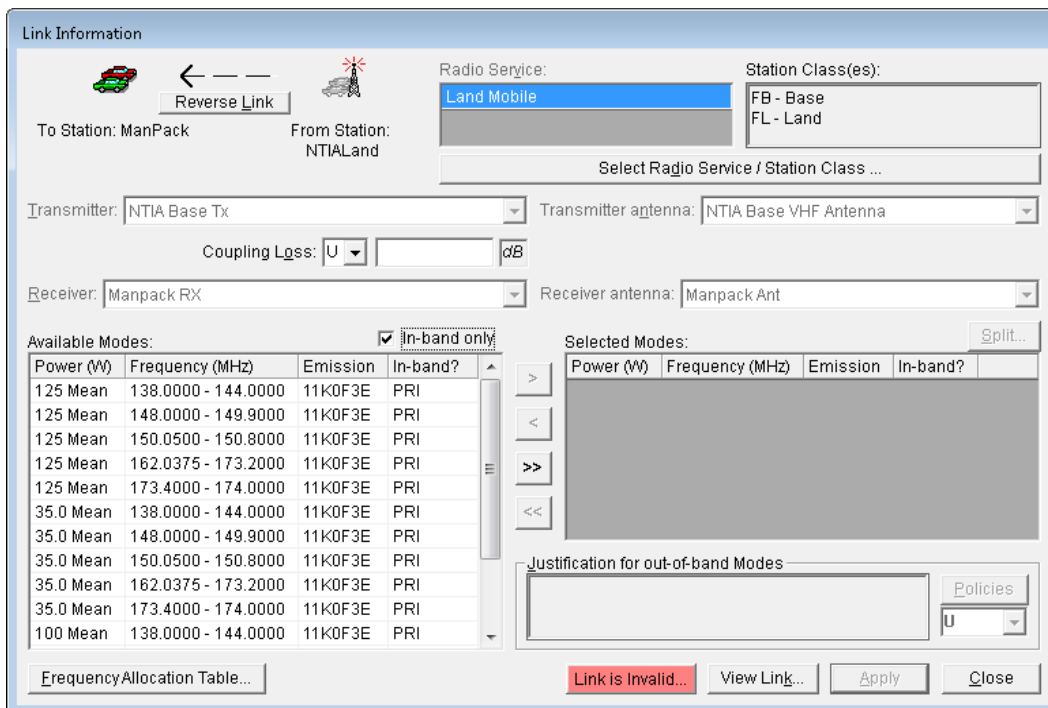 Link Information
Reverse Link
To Station: ManPack
From Station:
NTIALand
Radio Service:
Land Mobile
Station Class(es):
FB - Base
FL - Land
Select Radio Service / Station Class ...
Transmitter: NTIA Base Tx
Transmitter antenna: NTIA Base VHF Antenna
Coupling Loss: U dB
Receiver: Manpack RX
Receiver antenna: Manpack Ant
Available Modes: In-band only
Power (W) Frequency (MHz) Emission In-band?
125 Mean 138.0000 - 144.0000 11K0F3E PRI
125 Mean 148.0000 - 149.9000 11K0F3E PRI
125 Mean 150.0500 - 150.8000 11K0F3E PRI
125 Mean 162.0375 - 173.2000 11K0F3E PRI
125 Mean 173.4000 - 174.0000 11K0F3E PRI
35.0 Mean 138.0000 - 144.0000 11K0F3E PRI
35.0 Mean 148.0000 - 149.9000 11K0F3E PRI
35.0 Mean 150.0500 - 150.8000 11K0F3E PRI
35.0 Mean 162.0375 - 173.2000 11K0F3E PRI
35.0 Mean 173.4000 - 174.0000 11K0F3E PRI
100 Mean 138.0000 - 144.0000 11K0F3E PRI
>
<
>>
<<
Selected Modes: Split...
Power (W) Frequency (MHz) Emission In-band?
Justification for out-of-band Modes
Policies
U
Frequency Allocation Table...
Link is Invalid...
View Link...
Apply
Close